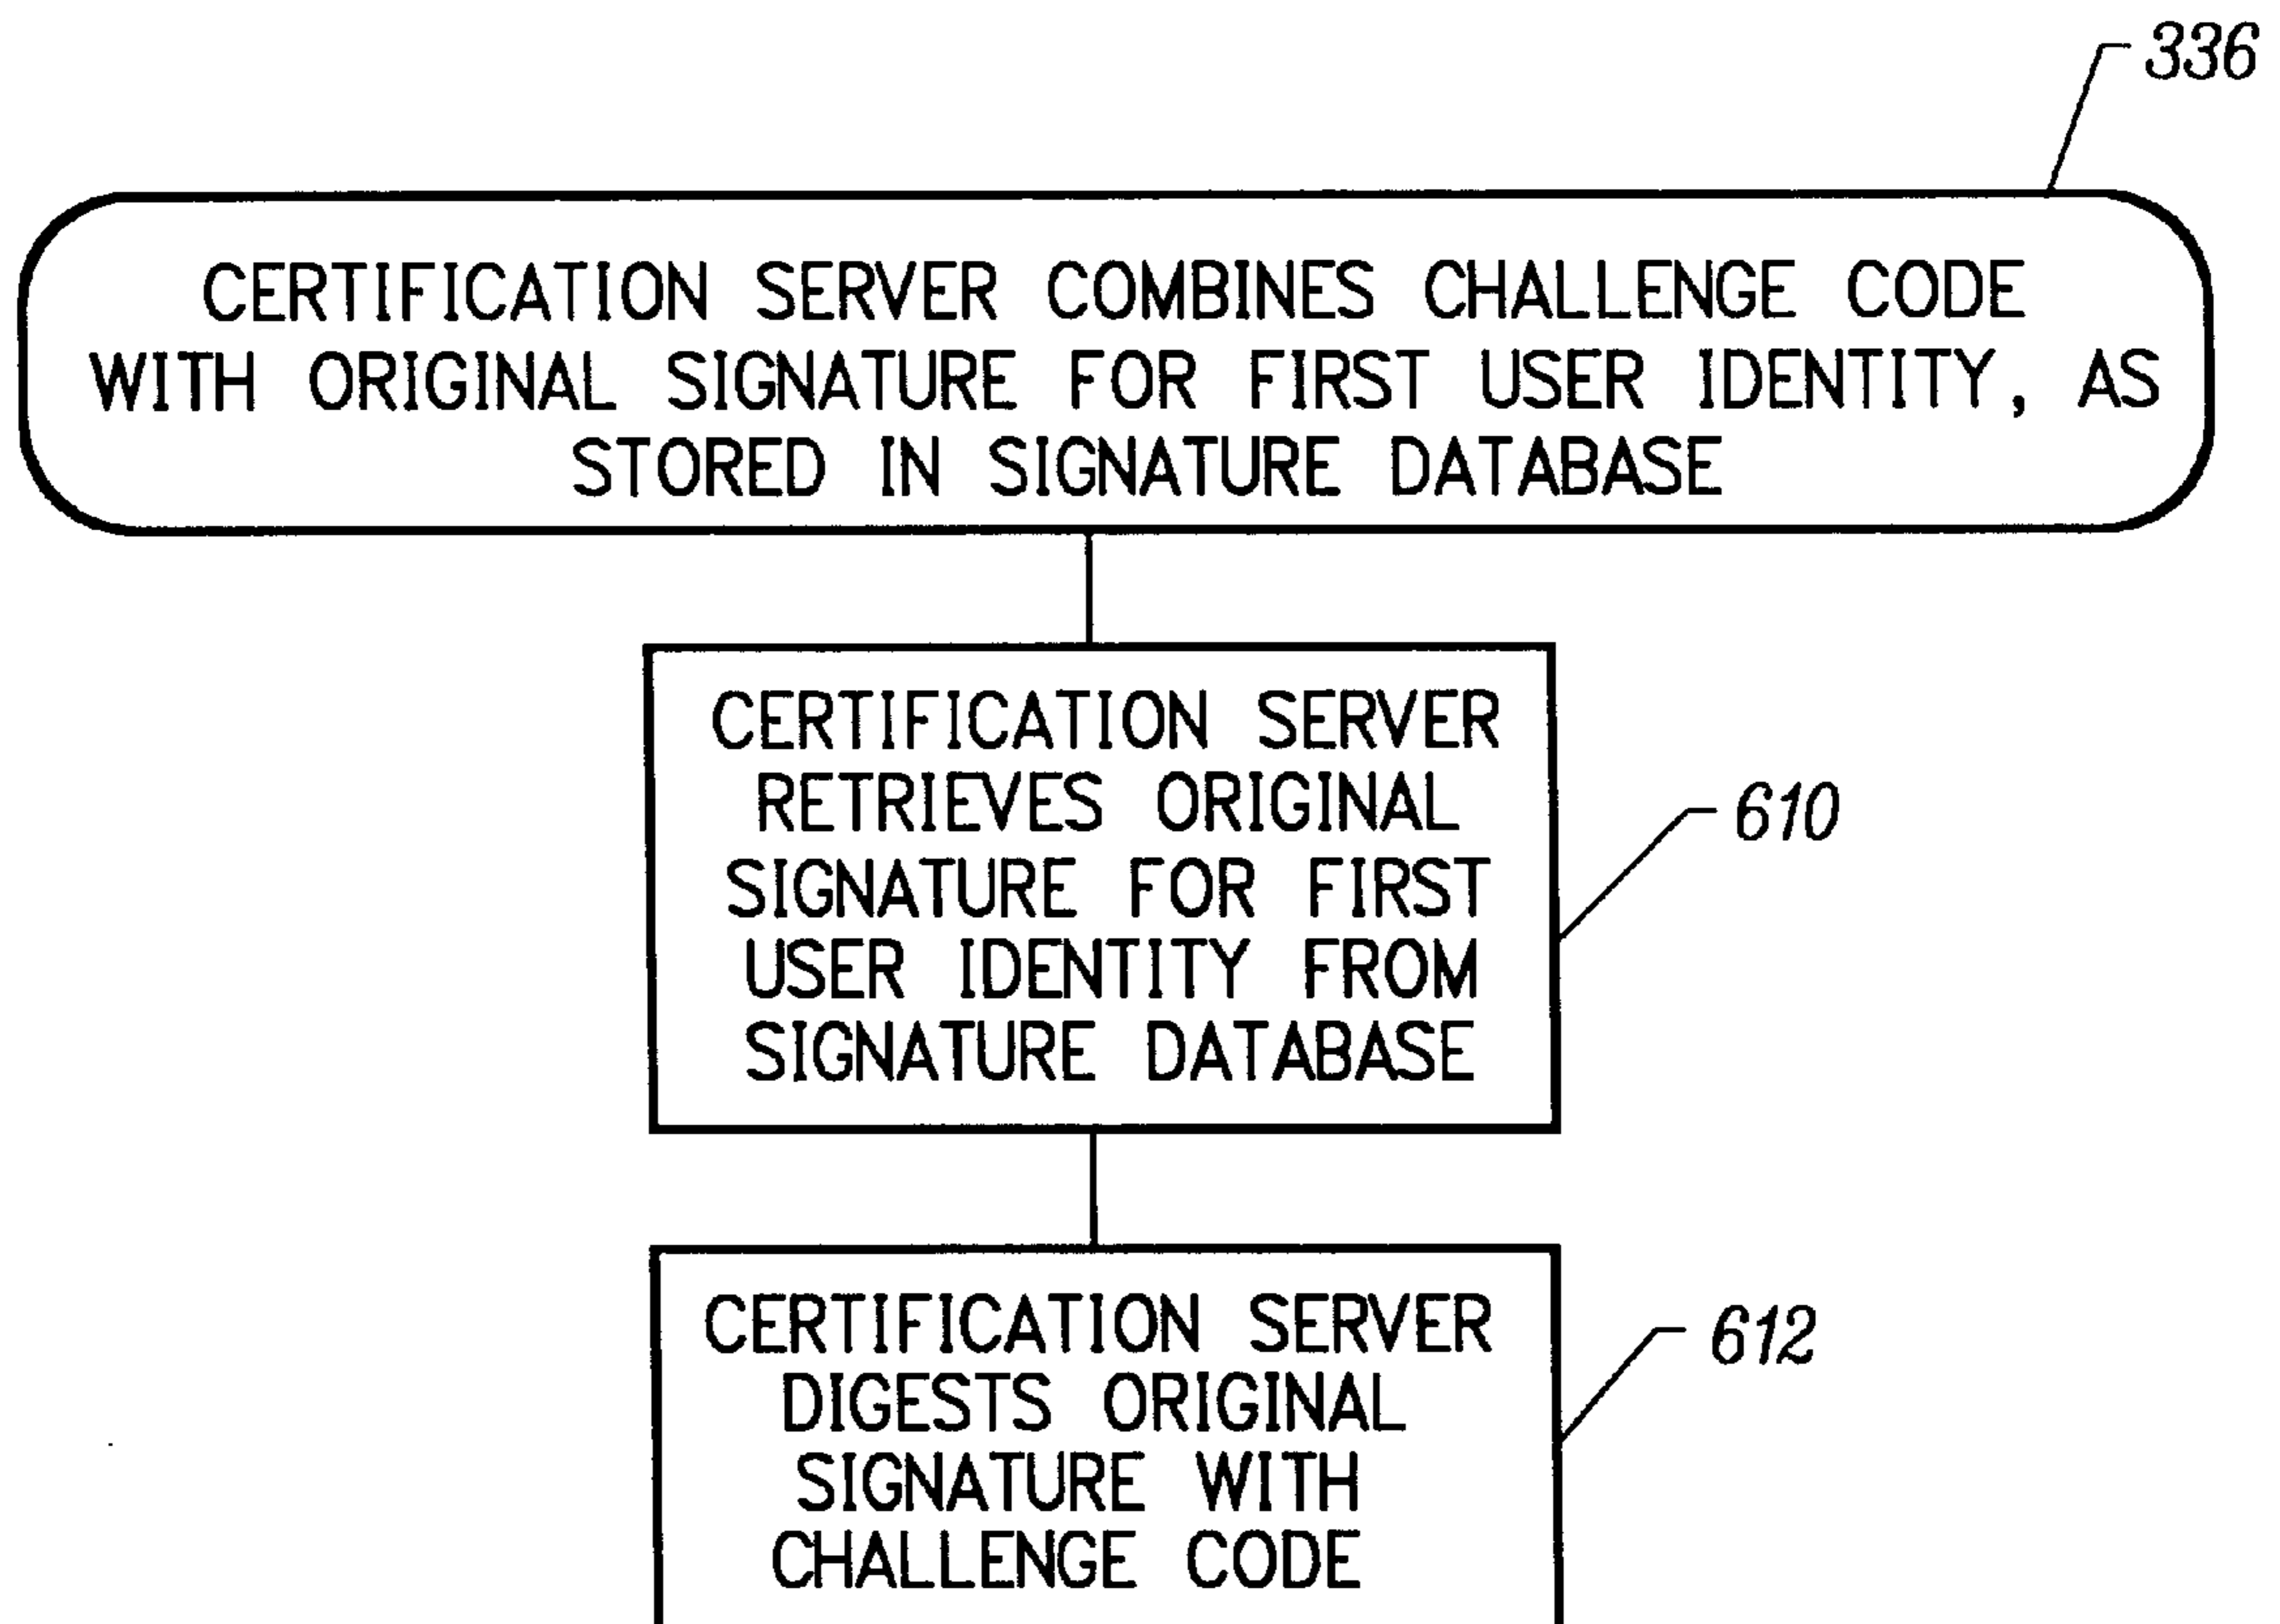 336
CERTIFICATION SERVER COMBINES CHALLENGE CODE
WITH ORIGINAL SIGNATURE FOR FIRST USER IDENTITY, AS
STORED IN SIGNATURE DATABASE
CERTIFICATION SERVER
RETRIEVES ORIGINAL
SIGNATURE FOR FIRST
USER IDENTITY FROM
SIGNATURE DATABASE
610
CERTIFICATION SERVER
DIGESTS ORIGINAL
SIGNATURE WITH
CHALLENGE CODE
612